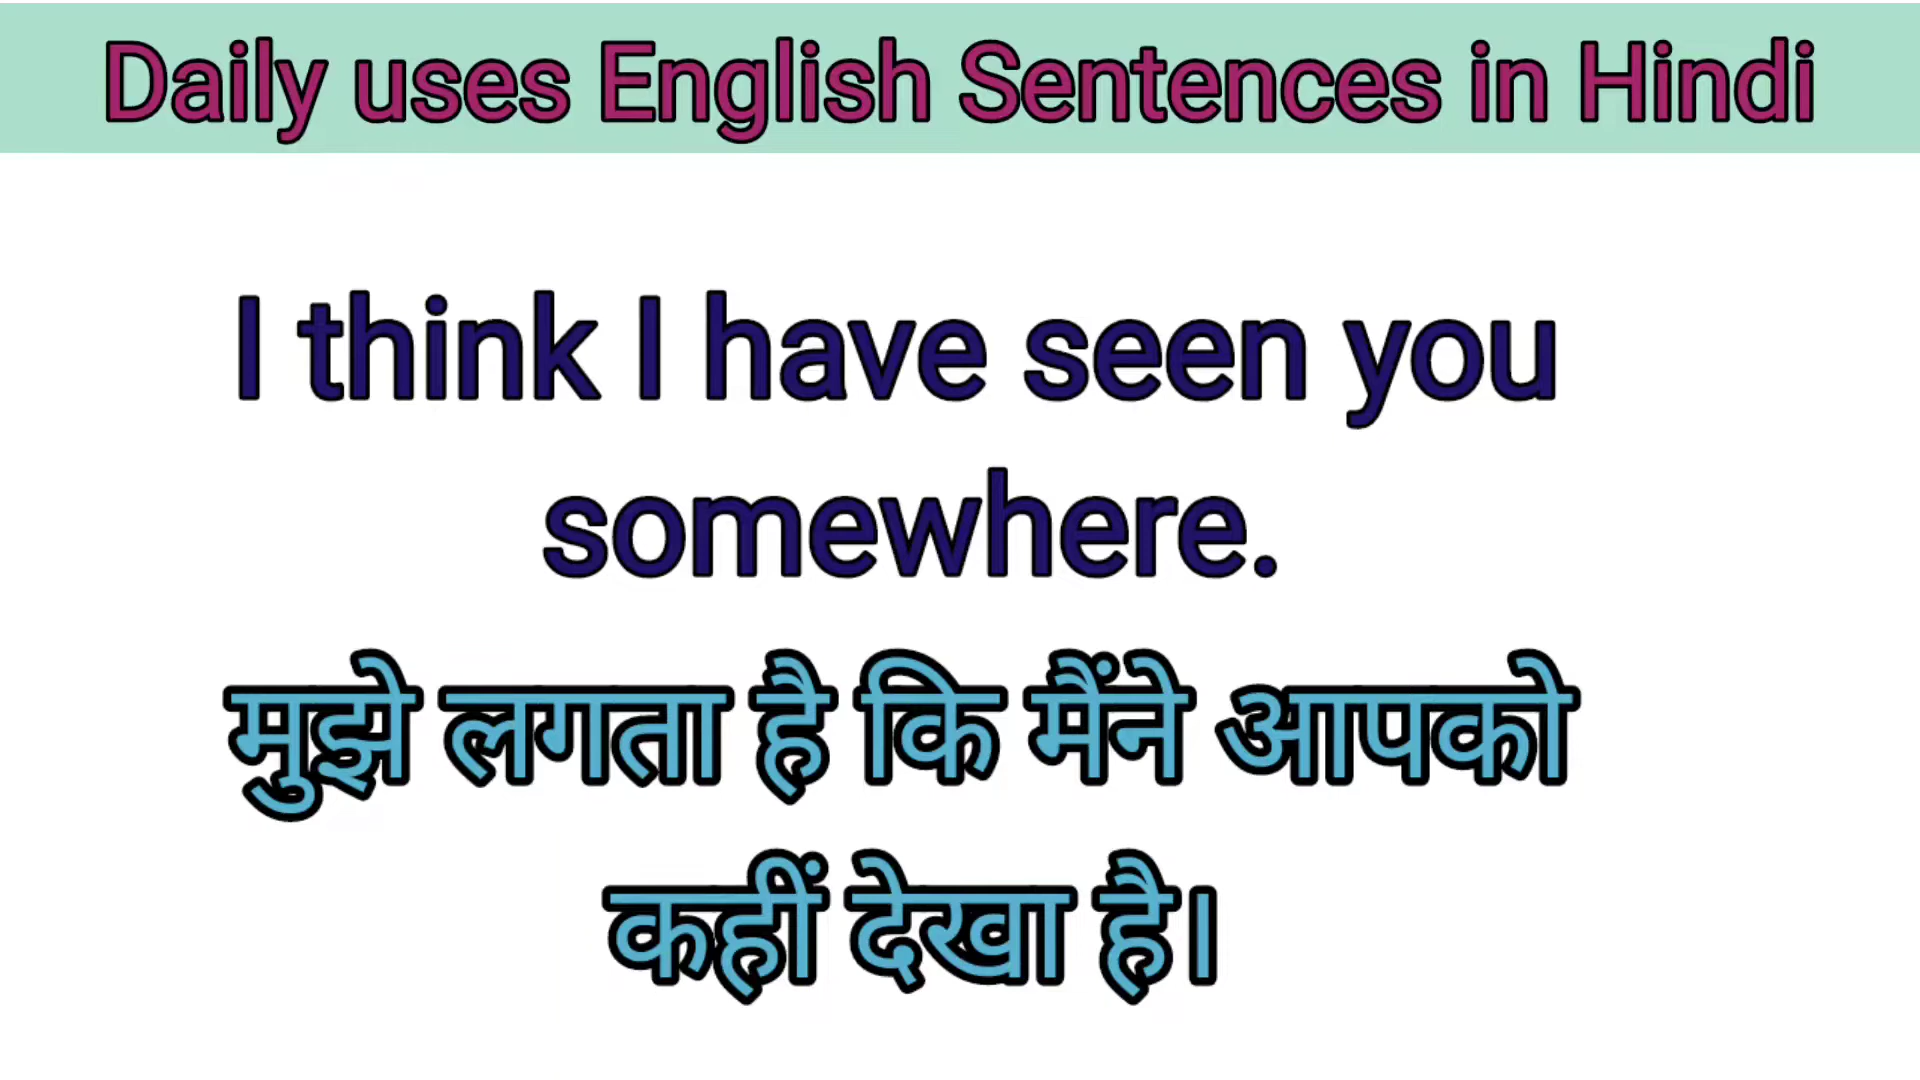 Daily uses English Sentences in Hindi
I think I have seen you
somewhere.
मुझे लगता है कि मैंने आपको
कहीं देखा है।